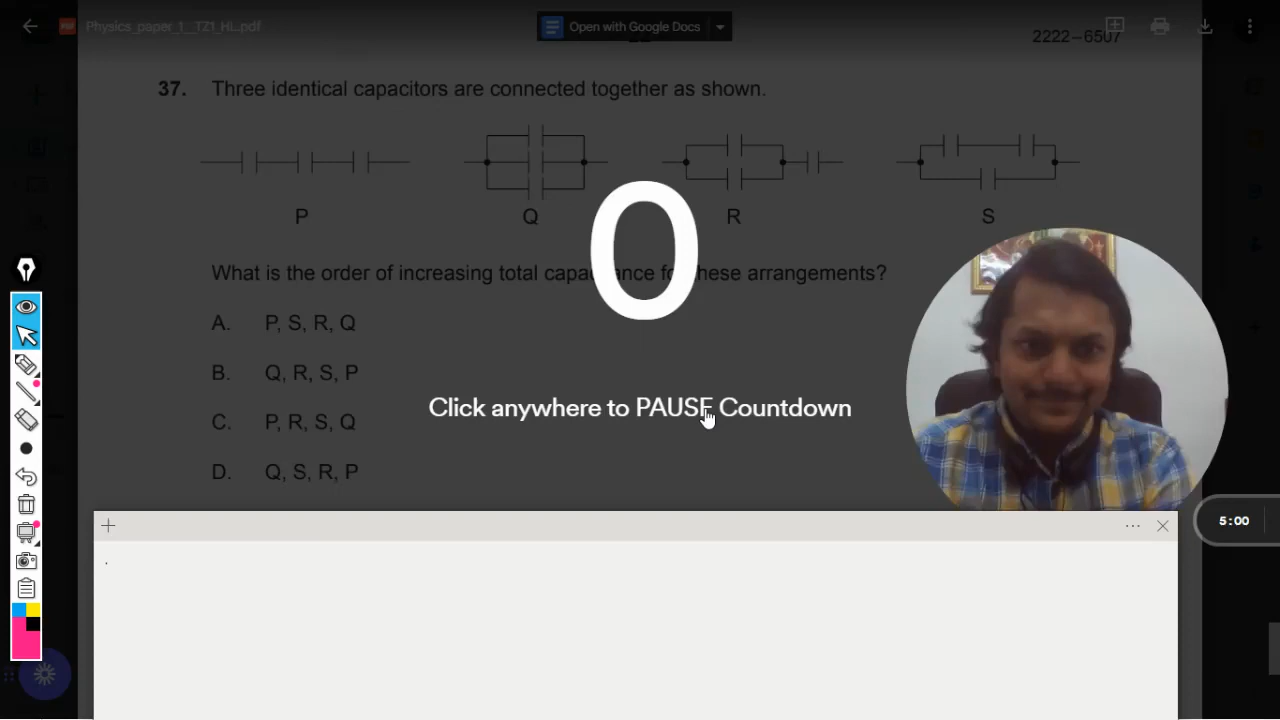 Physics_paper_1__TZ1_HL..pdf
Open with Google Docs
2222–6507
37. Three identical capacitors are connected together as shown.
P Q R S
What is the order of increasing total capacitance for these arrangements?
A. P, S, R, Q
B. Q, R, S, P
C. P, R, S, Q
D. Q, S, R, P
0
Click anywhere to PAUSE Countdown
5:00